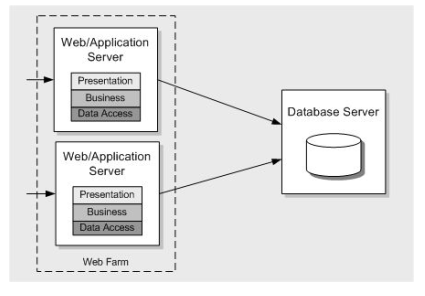 Web/Application
Server
Presentation
Business
Data Access
Web/Application
Server
Presentation
Business
Data Access
Web Farm
Database Server